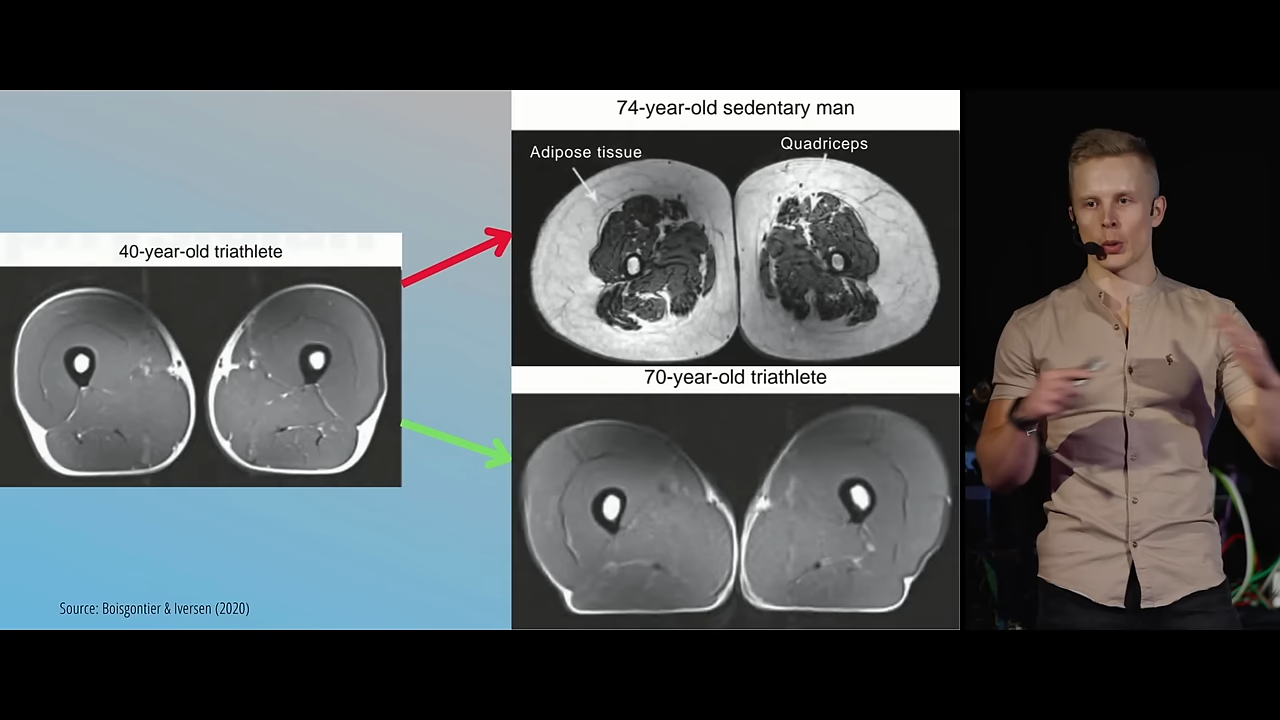 74-year-old sedentary man
Adipose tissue
Quadriceps
40-year-old triathlete
70-year-old triathlete
Source: Boisgontier & Iversen (2020)